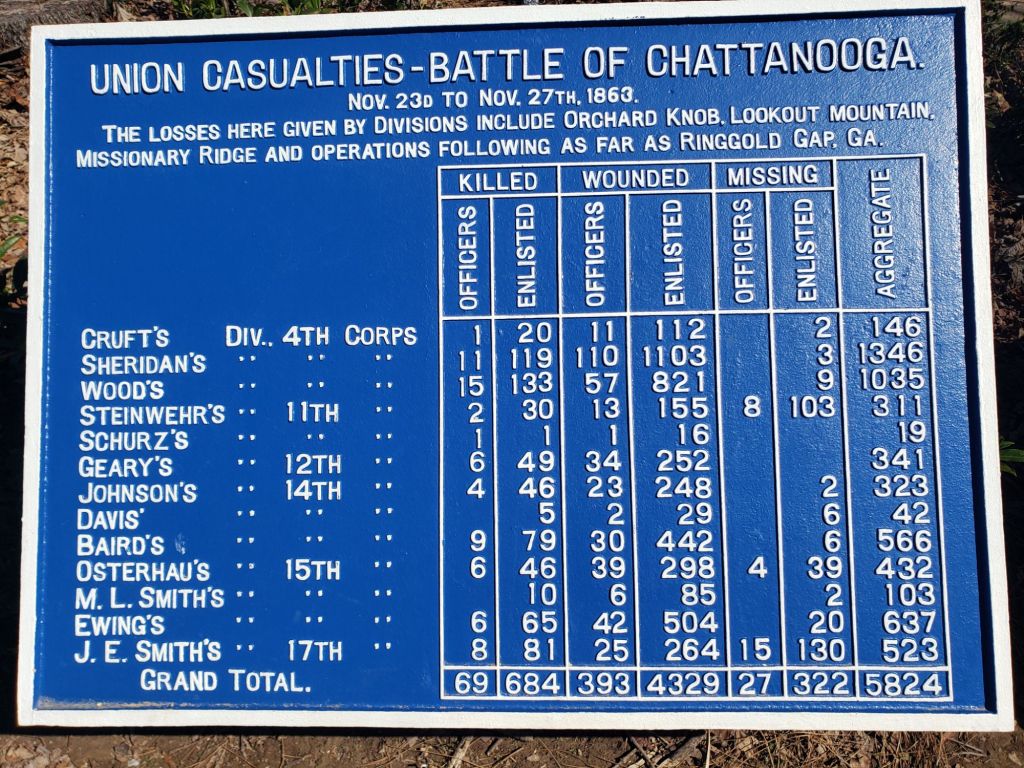 UNION CASUALTIES-BATTLE OF CHATTANOOGA.
NOV. 23D TO NOV. 27TH, 1863.
THE LOSSES HERE GIVEN BY DIVISIONS INCLUDE ORCHARD KNOB, LOOKOUT MOUNTAIN,
MISSIONARY RIDGE AND OPERATIONS FOLLOWING AS FAR AS RINGGOLD GAP, GA.
KILLED WOUNDED MISSING AGGREGATE
OFFICERS ENLISTED OFFICERS ENLISTED OFFICERS ENLISTED
CRUFT'S DIV., 4TH CORPS 1 20 11 112 2 146
SHERIDAN'S " " " 11 119 110 1103 3 1346
WOOD'S " " " 15 133 57 821 9 1035
STEINWEHR'S " 11TH " 2 30 13 155 8 103 311
SCHURZ'S " " " 1 1 1 16 19
GEARY'S " 12TH " 6 49 34 252 341
JOHNSON'S " 14TH " 4 46 23 248 2 323
DAVIS' " " " 5 2 29 6 42
BAIRD'S " " " 9 79 30 442 6 566
OSTERHAU'S " 15TH " 6 46 39 298 4 39 432
M. L. SMITH'S " " " 10 6 85 2 103
EWING'S " " " 6 65 42 504 20 637
J. E. SMITH'S " 17TH " 8 81 25 264 15 130 523
GRAND TOTAL. 69 684 393 4329 27 322 5824